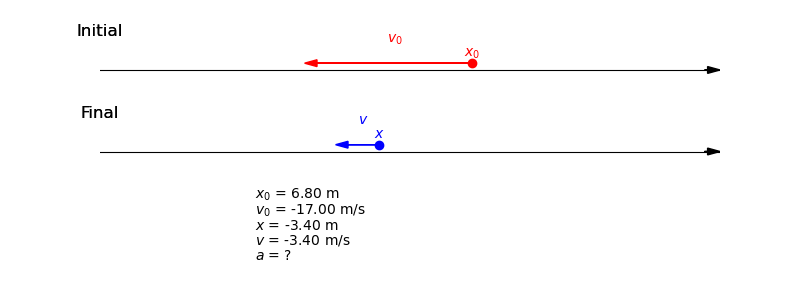 Initial
v₀
x₀
Final
v
x
x₀ = 6.80 m
v₀ = -17.00 m/s
x = -3.40 m
v = -3.40 m/s
a = ?